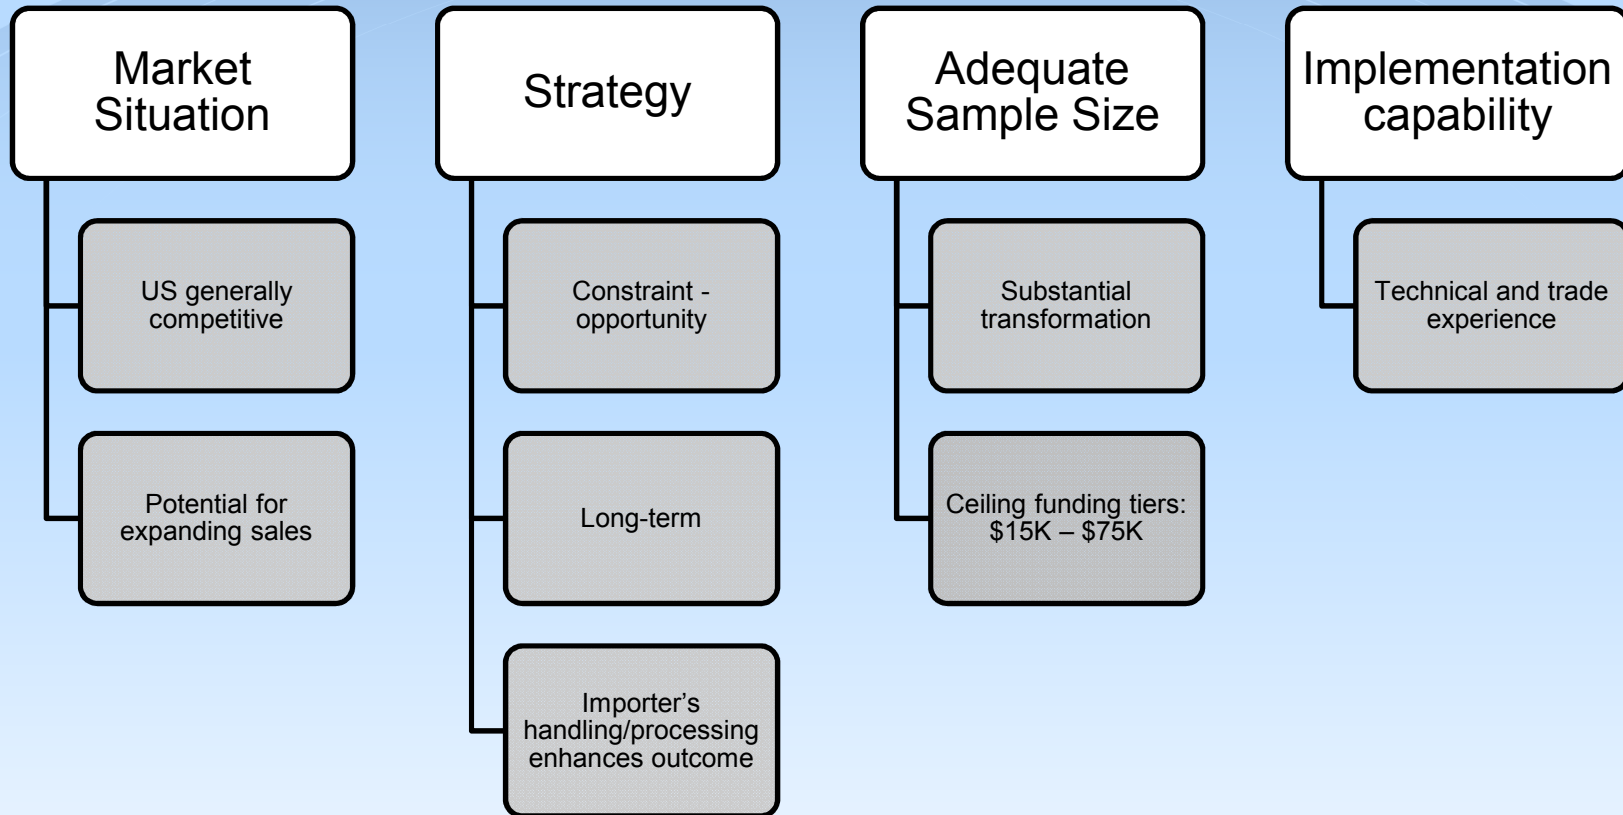 Market
Situation
US generally
competitive
Potential for
expanding sales
Strategy
Constraint -
opportunity
Long-term
Importer’s
handling/processing
enhances outcome
Adequate
Sample Size
Substantial
transformation
Ceiling funding tiers:
$15K – $75K
Implementation
capability
Technical and trade
experience